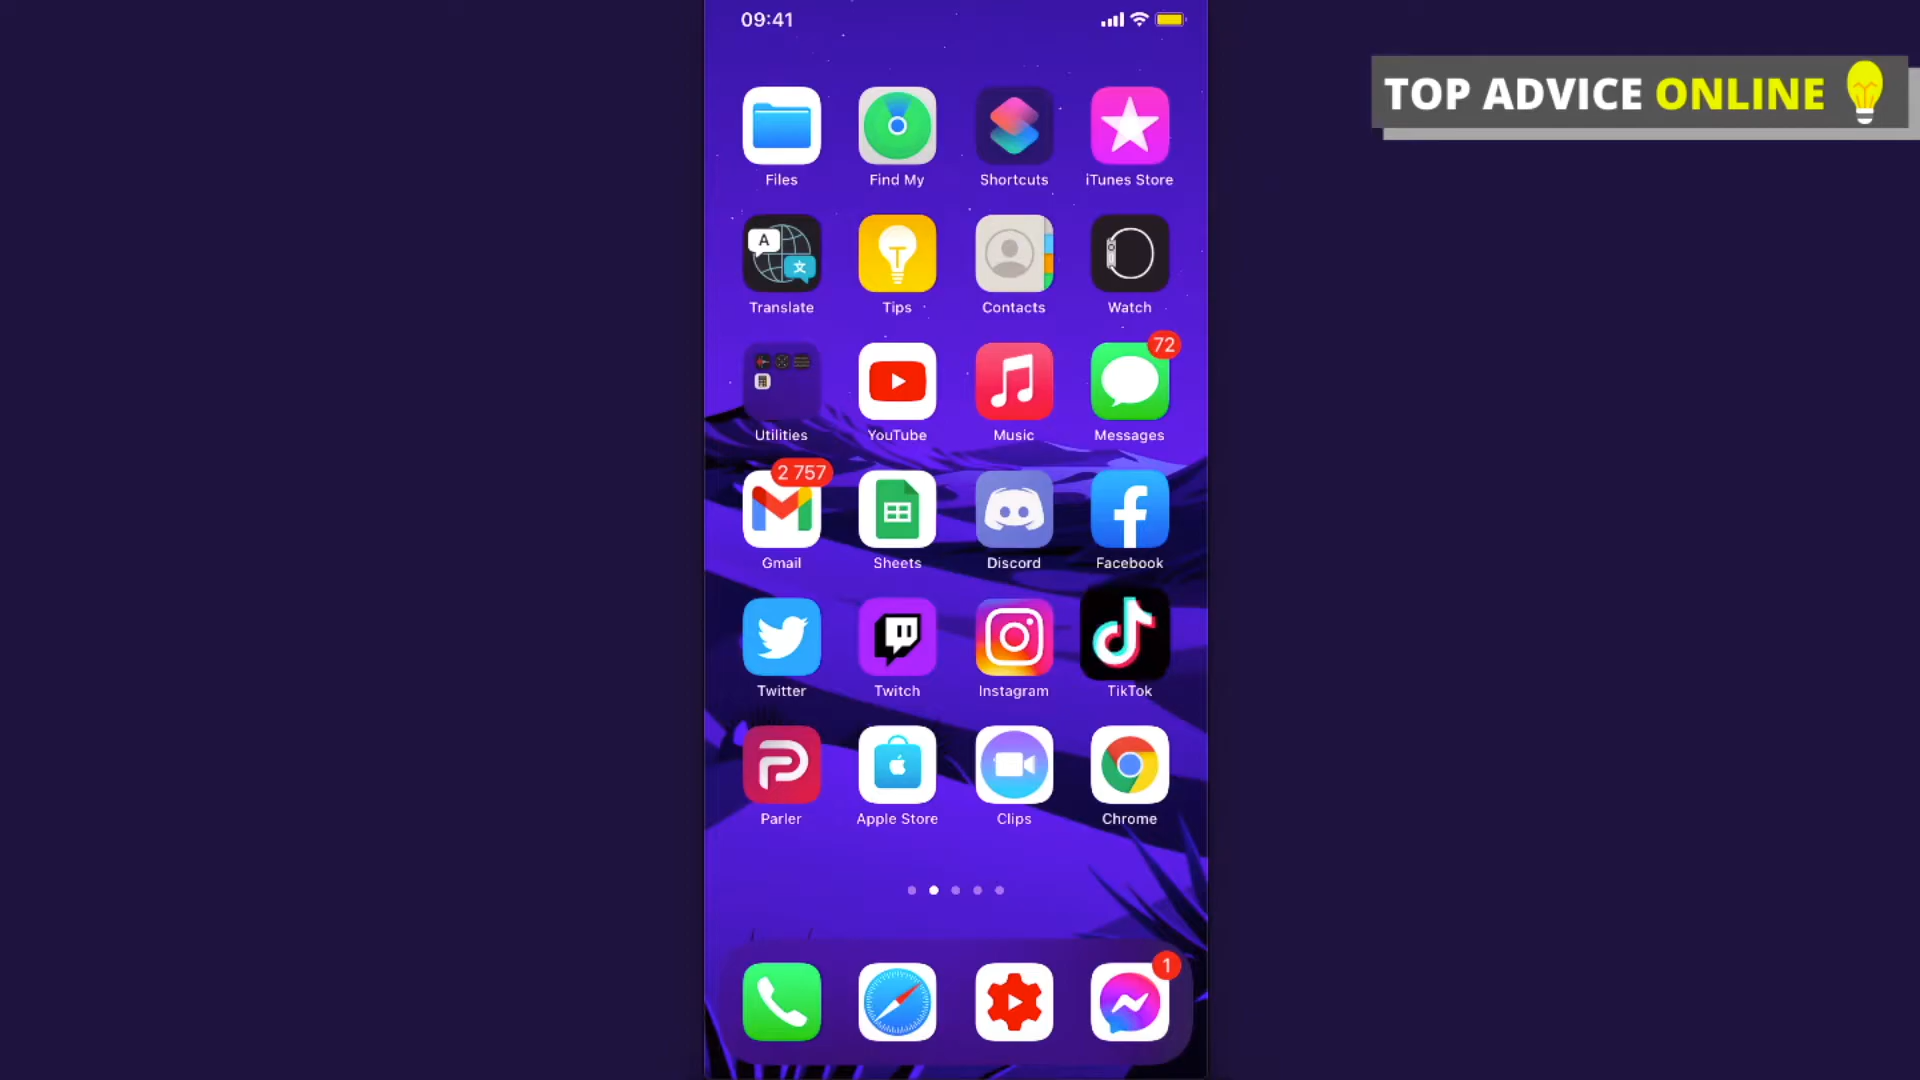 09:41
TOP ADVICE ONLINE
Files
Find My
Shortcuts
iTunes Store
A
文
Translate
Tips
Contacts
Watch
72
Utilities
YouTube
Music
Messages
2 757
Gmail
Sheets
Discord
Facebook
Twitter
Twitch
Instagram
TikTok
Parler
Apple Store
Clips
Chrome
1